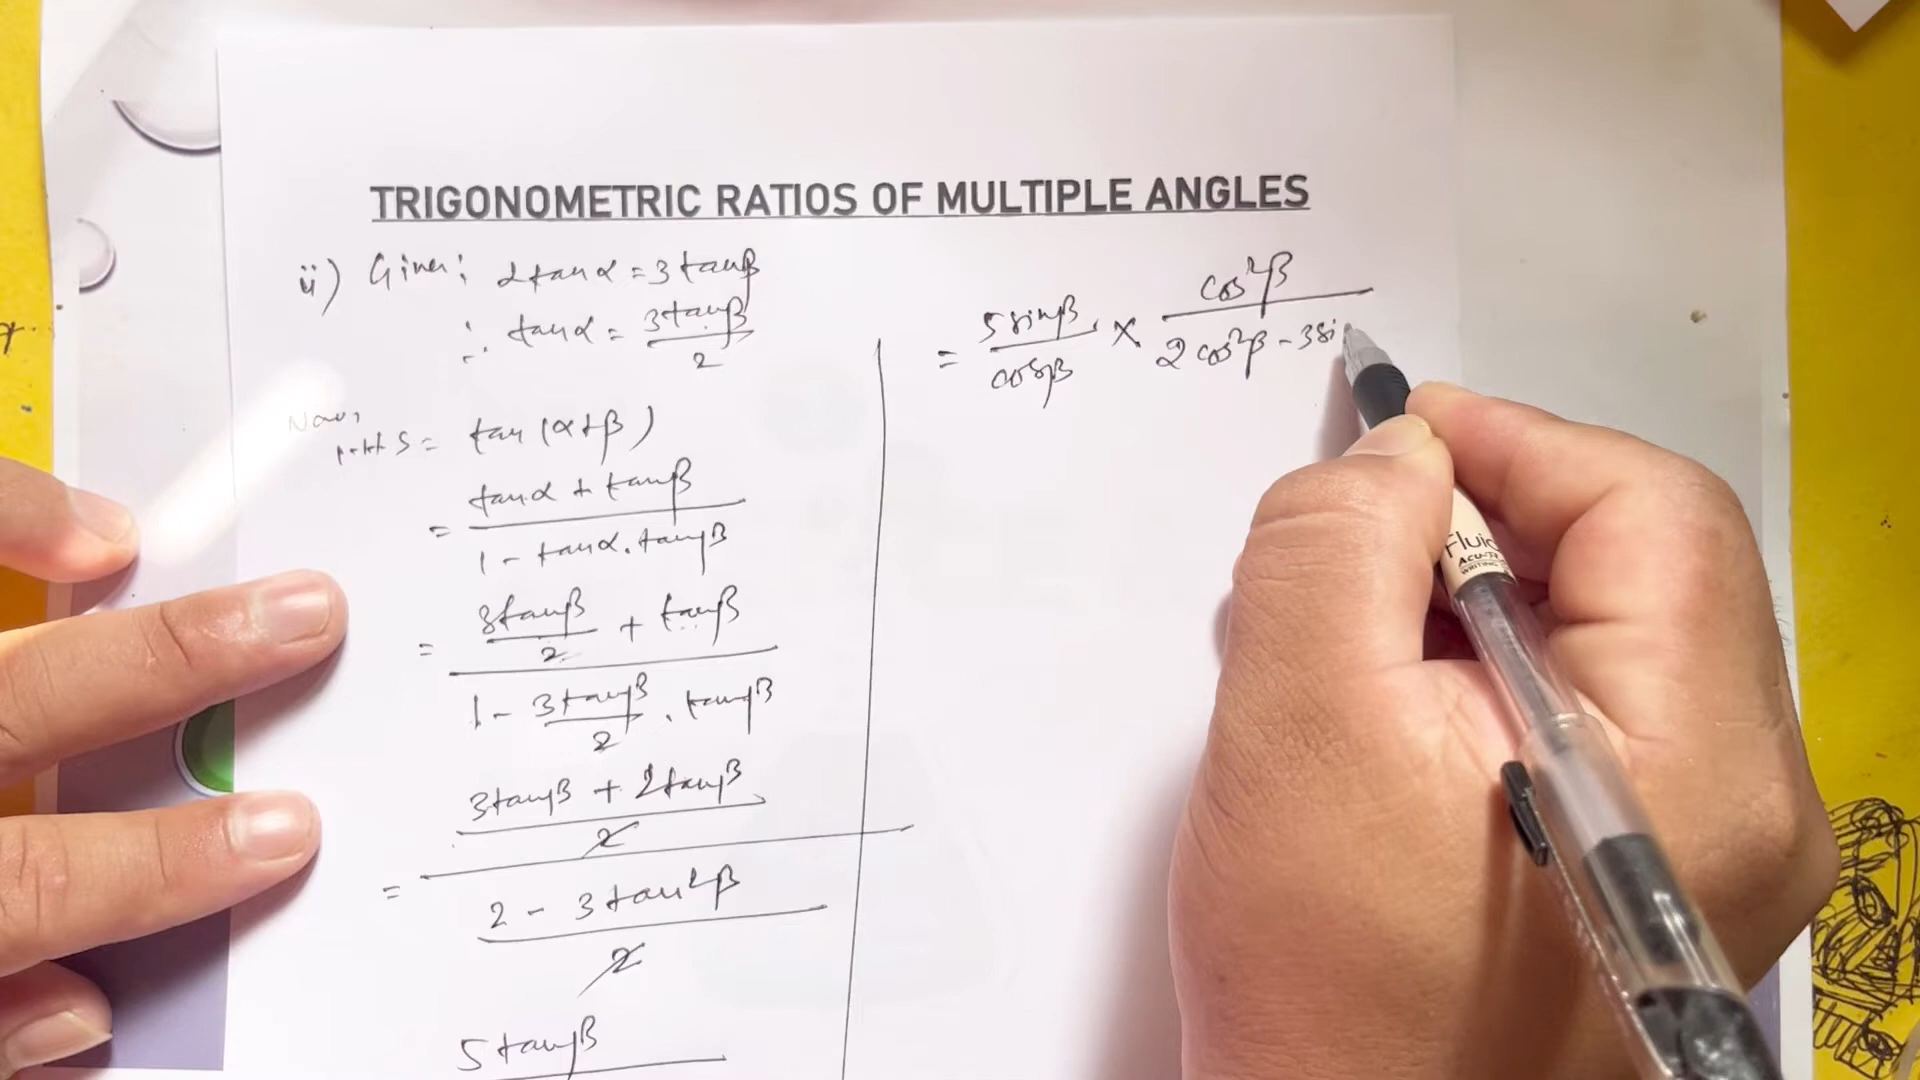 TRIGONOMETRIC RATIOS OF MULTIPLE ANGLES
ii) Given: 2tanα = 3tanβ
∴ tanα = 3tanβ / 2
Now,
S = tan(α+β)
= tanα + tanβ / 1 - tanα.tanβ
= 3tanβ/2 + tanβ / 1 - 3tanβ/2 . tanβ
= 3tanβ + 2tanβ / 2 / 2 - 3tan²β / 2
5tanβ
= 5sinβ / cosβ × cos²β / 2cos²β - 3si
Fluid
WRITING